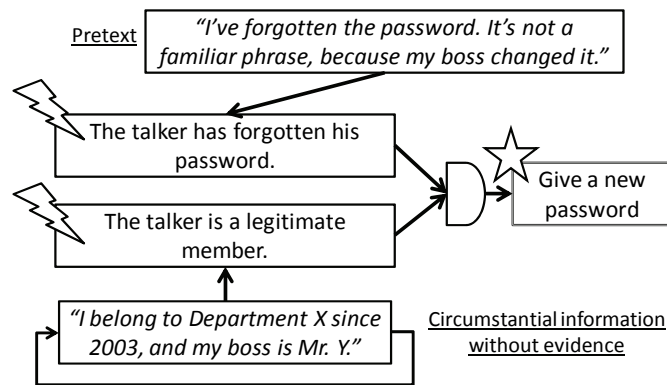 Pretext
“I’ve forgotten the password. It’s not a
familiar phrase, because my boss changed it.”
The talker has forgotten his
password.
The talker is a legitimate
member.
Give a new
password
“I belong to Department X since
2003, and my boss is Mr. Y.”
Circumstantial information
without evidence